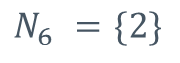 N₆ = {2}